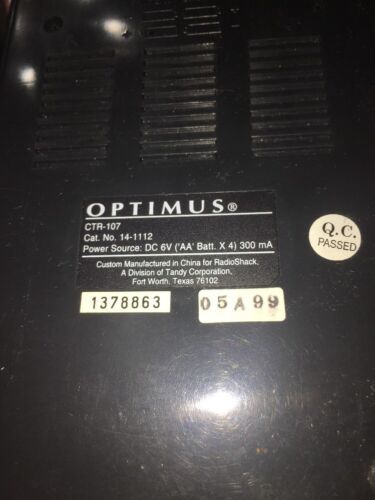 OPTIMUS®
CTR-107
Cat. No. 14-1112
Power Source: DC 6V ('AA' Batt. X 4) 300 mA
Custom Manufactured in China for RadioShack,
A Division of Tandy Corporation,
Fort Worth, Texas 76102
1378863
05A99
Q.C.
PASSED